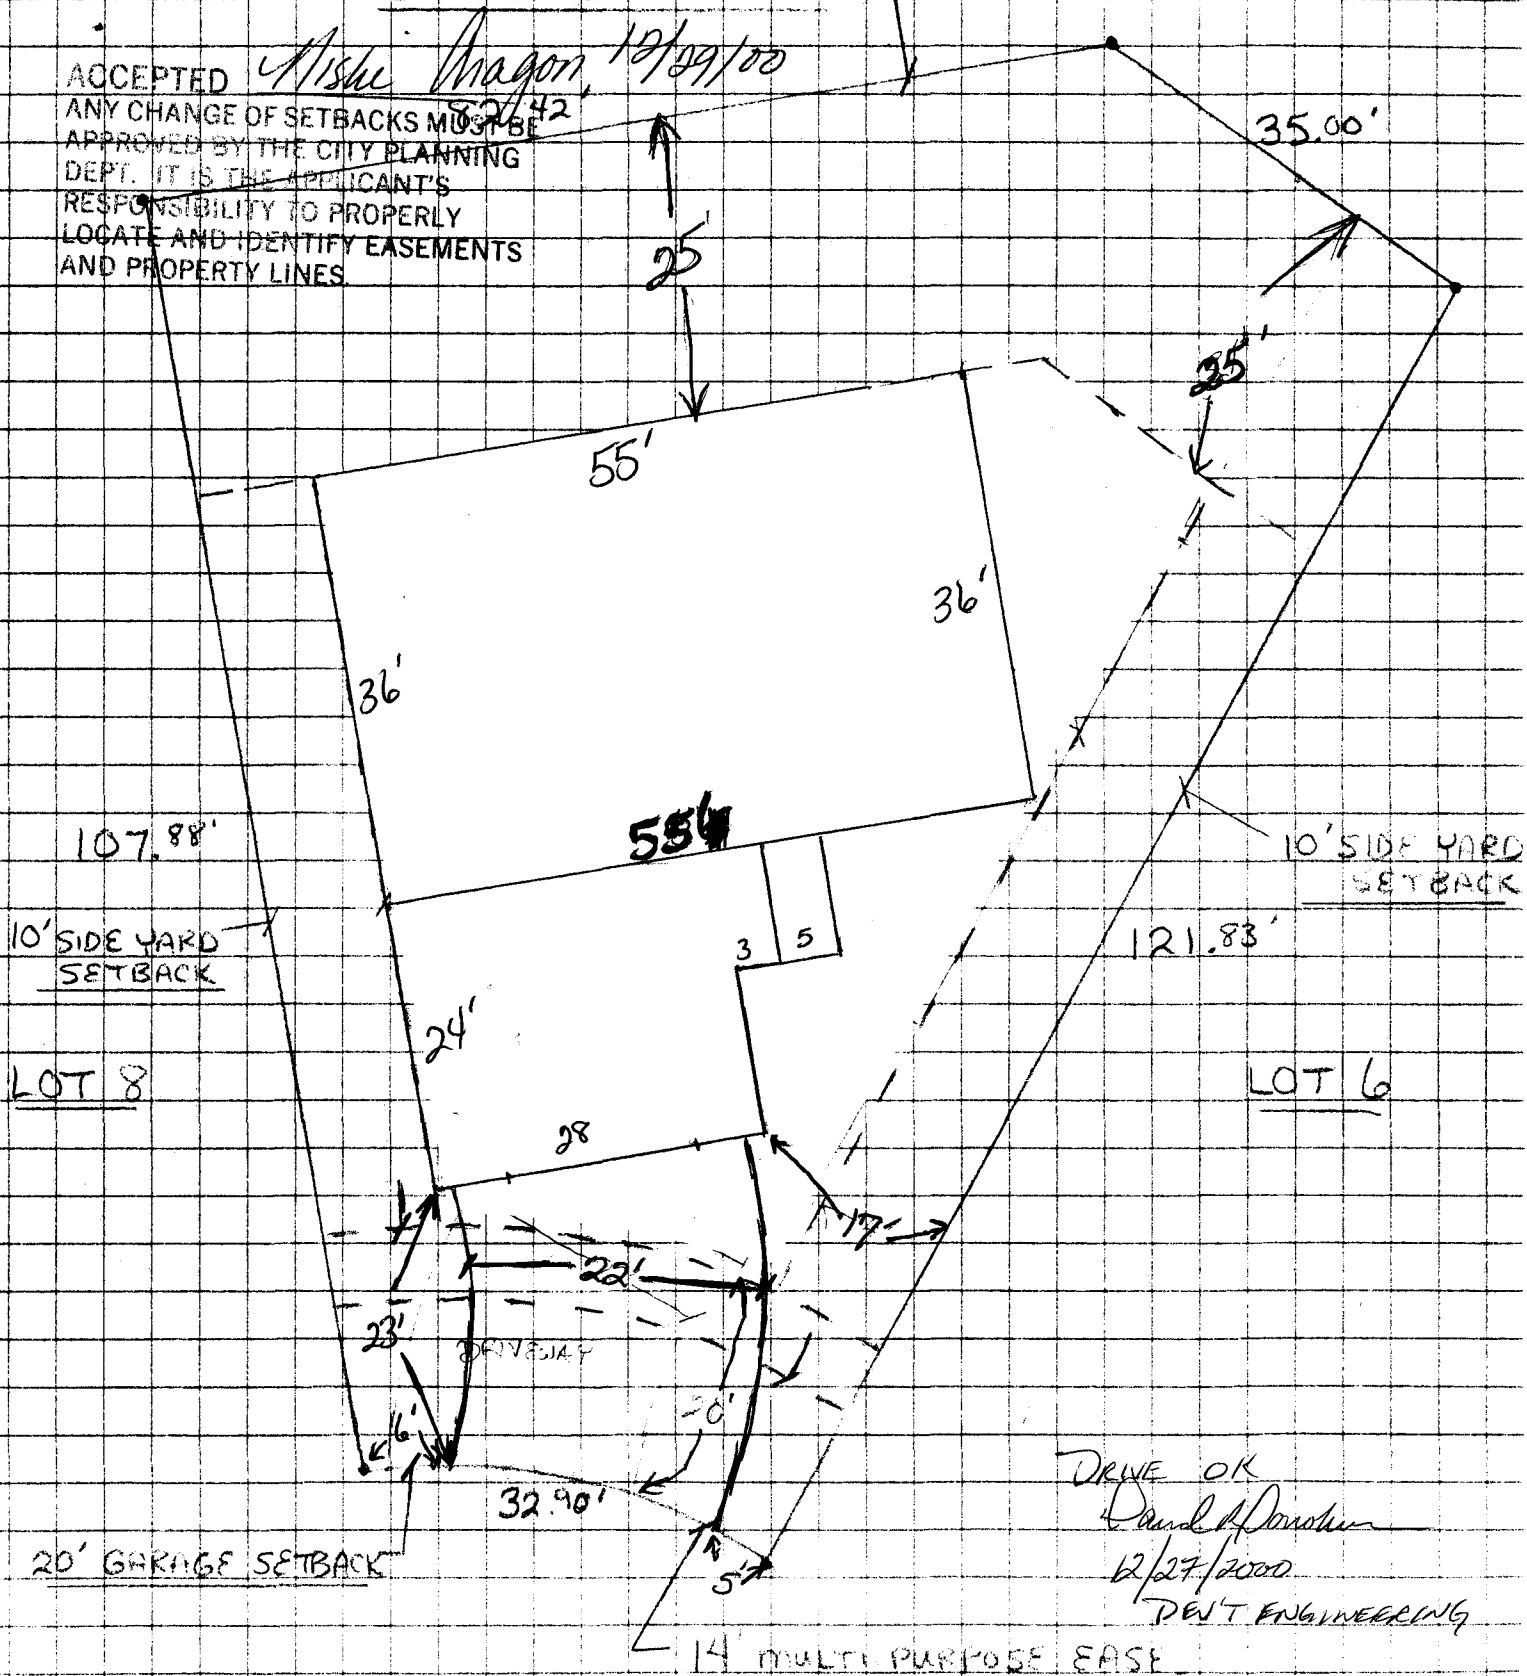 ACCEPTED Nishi Dragon 12/29/00
ANY CHANGE OF SETBACKS MUST BE
APPROVED BY THE CITY PLANNING
DEPT. IT IS THE APPLICANT'S
RESPONSIBILITY TO PROPERLY
LOCATE AND IDENTIFY EASEMENTS
AND PROPERTY LINES.
82.42'
35.00'
25'
25'
55'
36'
36'
55
107.88'
10' SIDE YARD
SETBACK
10' SIDE YARD
SETBACK
3 5
121.83'
24'
LOT 8
LOT 6
28
17'
22'
23'
DRIVEWAY
6'
20'
32.90'
20' GARAGE SETBACK
5'
DRIVE OK
12/27/2000
DEV'T ENGINEERING
14' MULTI PURPOSE EASE